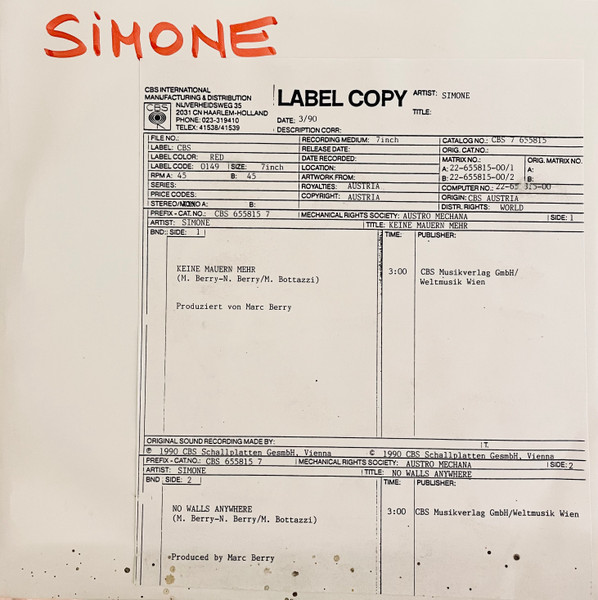 SiMONE
CBS INTERNATIONAL
MANUFACTURING & DISTRIBUTION
CBS
NIJVERHEIDSWEG 35
2031 CN HAARLEM-HOLLAND
PHONE: 023-319410
TELEX: 41538/41539
LABEL COPY
ARTIST: SIMONE
TITLE:
DATE: 3/90
DESCRIPTION CORR:
FILE NO.: RECORDING MEDIUM: 7inch CATALOG NO.: CBS 7 655815
LABEL: CBS RELEASE DATE: ORIG. CAT.NO.:
LABEL COLOR: RED DATE RECORDED: MATRIX NO.: ORIG. MATRIX NO.
LABEL CODE: 0149 SIZE: 7inch LOCATION: A: 22-655815-00/1 A:
RPM A: 45 B: 45 ARTWORK FROM: B: 22-655815-00/2 B:
SERIES: ROYALTIES: AUSTRIA COMPUTER NO.:
PRICE CODES: COPYRIGHT: AUSTRIA ORIGIN: CBS AUSTRIA
STEREO/MONO A: B: DISTR. RIGHTS: WORLD
PREFIX - CAT.NO.: CBS 655815 7 MECHANICAL RIGHTS SOCIETY: AUSTRO MECHANA SIDE: 1
ARTIST: SIMONE TITLE: KEINE MAUERN MEHR
BND: SIDE: 1 TIME: PUBLISHER:
KEINE MAUERN MEHR 3:00 CBS Musikverlag GmbH/
(M. Berry-N. Berry/M. Bottazzi) Weltmusik Wien
Produziert von Marc Berry
ORIGINAL SOUND RECORDING MADE BY: T.
℗ 1990 CBS Schallplatten GesmbH, Vienna © 1990 CBS Schallplatten GesmbH, Vienna
PREFIX - CAT.NO.: CBS 655815 7 MECHANICAL RIGHTS SOCIETY: AUSTRO MECHANA SIDE: 2
ARTIST: SIMONE TITLE: NO WALLS ANYWHERE
BND SIDE: 2 TIME: PUBLISHER:
NO WALLS ANYWHERE 3:00 CBS Musikverlag GmbH/Weltmusik Wien
(M. Berry-N. Berry/M. Bottazzi)
Produced by Marc Berry